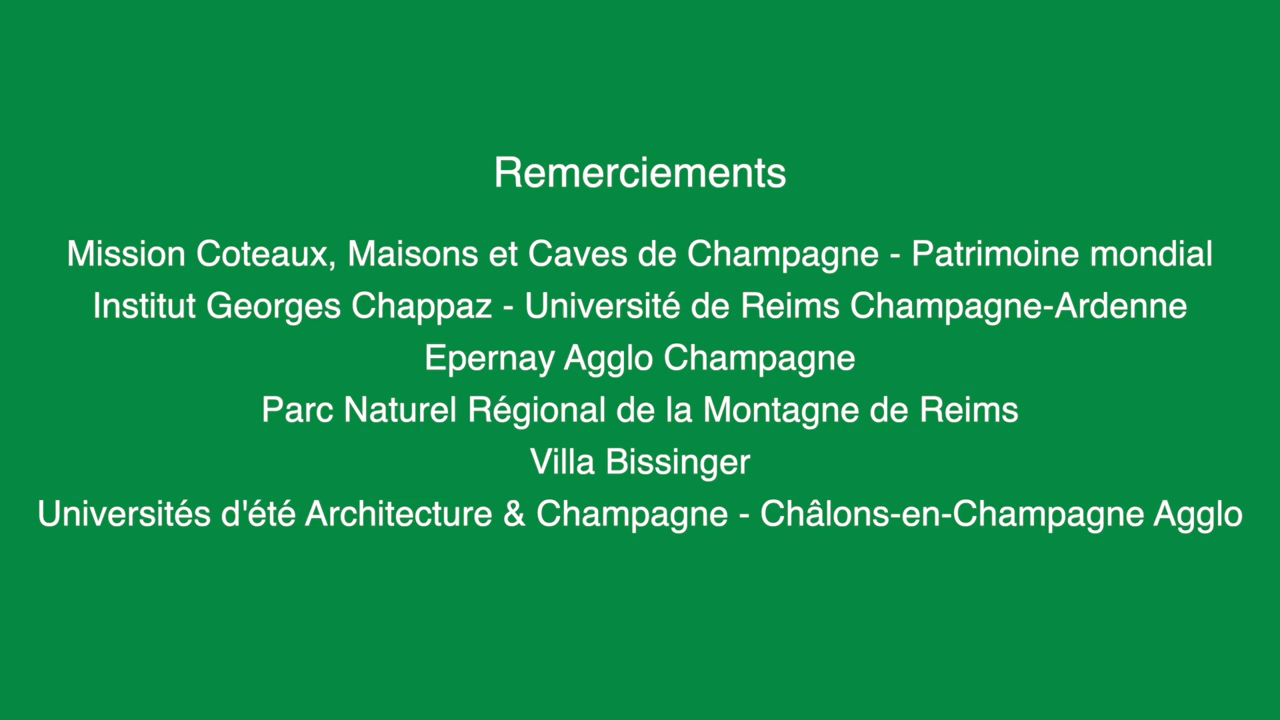 Remerciements
Mission Coteaux, Maisons et Caves de Champagne - Patrimoine mondial
Institut Georges Chappaz - Université de Reims Champagne-Ardenne
Epernay Agglo Champagne
Parc Naturel Régional de la Montagne de Reims
Villa Bissinger
Universités d'été Architecture & Champagne - Châlons-en-Champagne Agglo